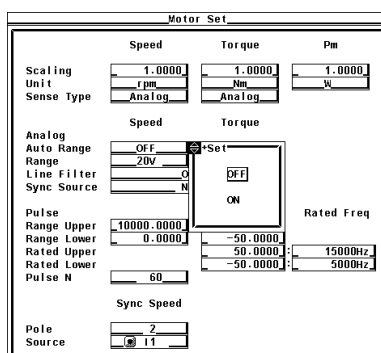 Motor Set
Speed Torque Pm
Scaling 1.0000 1.0000 1.0000
Unit rpm Nm W
Sense Type Analog Analog
Speed Torque
Analog
Auto Range OFF +Set
Range 20V OFF
Line Filter O
Sync Source N ON
Pulse Rated Freq
Range Upper 10000.0000
Range Lower 0.0000 -50.0000
Rated Upper 50.0000 : 15000Hz
Rated Lower -50.0000 : 5000Hz
Pulse N 60
Sync Speed
Pole 2
Source I1